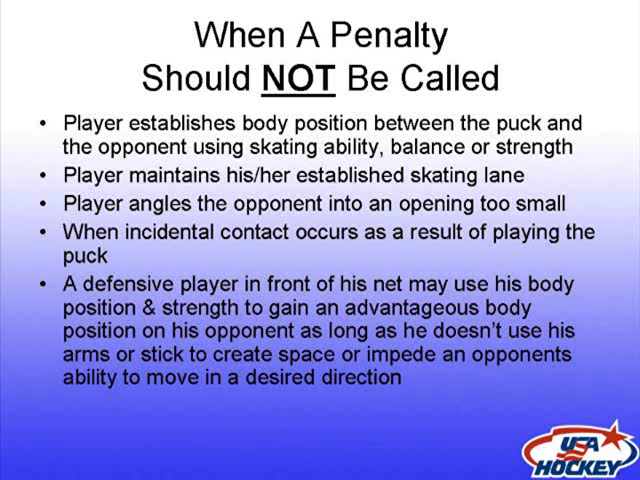 When A Penalty
Should NOT Be Called
• Player establishes body position between the puck and
the opponent using skating ability, balance or strength
• Player maintains his/her established skating lane
• Player angles the opponent into an opening too small
• When incidental contact occurs as a result of playing the
puck
• A defensive player in front of his net may use his body
position & strength to gain an advantageous body
position on his opponent as long as he doesn't use his
arms or stick to create space or impede an opponents
ability to move in a desired direction
USA
HOCKEY